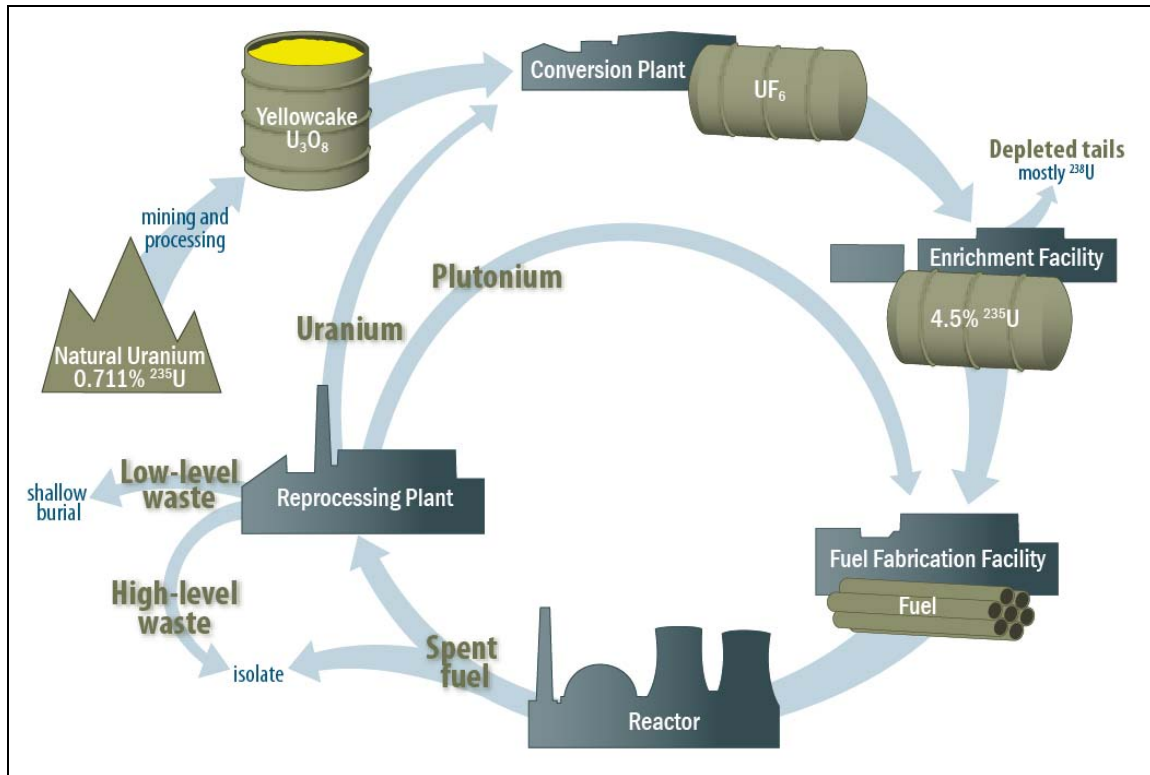 Yellowcake
U₃O₈
Conversion Plant
UF₆
Depleted tails
mostly ²³⁸U
mining and
processing
Enrichment Facility
4.5% ²³⁵U
Plutonium
Uranium
Natural Uranium
0.711% ²³⁵U
Low-level
waste
shallow
burial
Reprocessing Plant
Fuel Fabrication Facility
Fuel
High-level
waste
Spent
fuel
isolate
Reactor